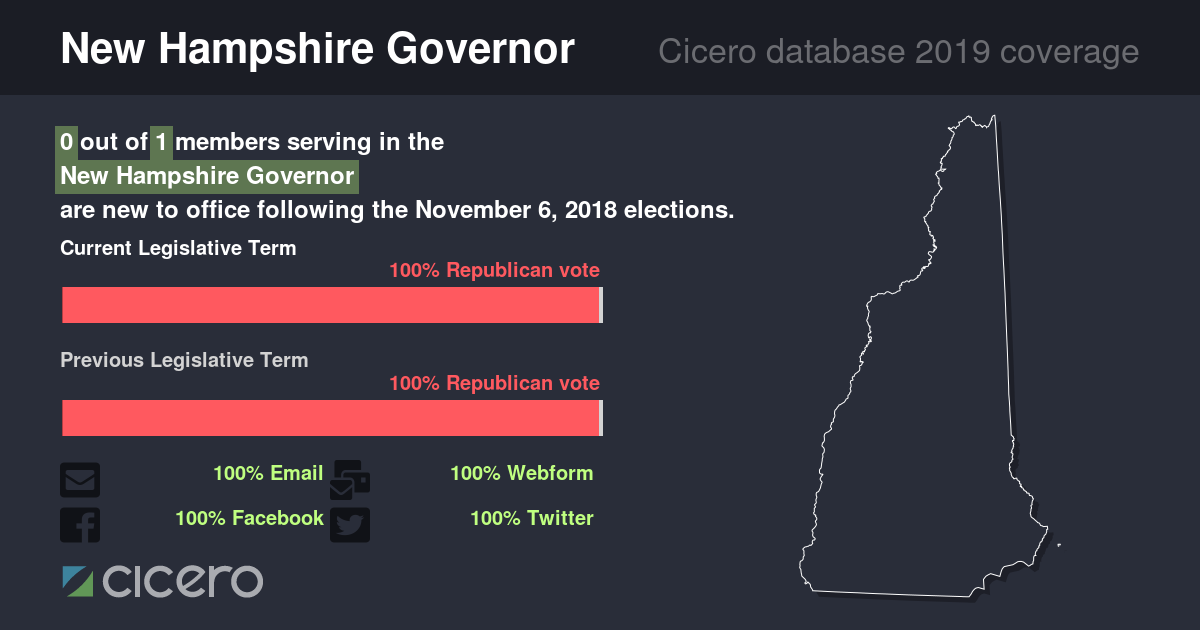 New Hampshire Governor
Cicero database 2019 coverage
0 out of 1 members serving in the
New Hampshire Governor
are new to office following the November 6, 2018 elections.
Current Legislative Term
100% Republican vote
Previous Legislative Term
100% Republican vote
100% Email
100% Webform
100% Facebook
100% Twitter
cicero